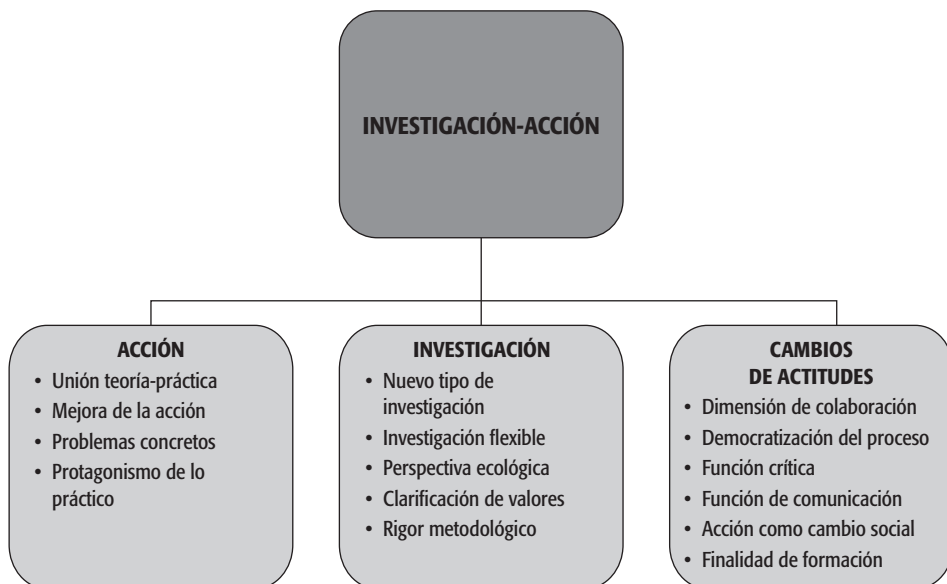 INVESTIGACIÓN-ACCIÓN
ACCIÓN
• Unión teoría-práctica
• Mejora de la acción
• Problemas concretos
• Protagonismo de lo
práctico
INVESTIGACIÓN
• Nuevo tipo de
investigación
• Investigación flexible
• Perspectiva ecológica
• Clarificación de valores
• Rigor metodológico
CAMBIOS
DE ACTITUDES
• Dimensión de colaboración
• Democratización del proceso
• Función crítica
• Función de comunicación
• Acción como cambio social
• Finalidad de formación